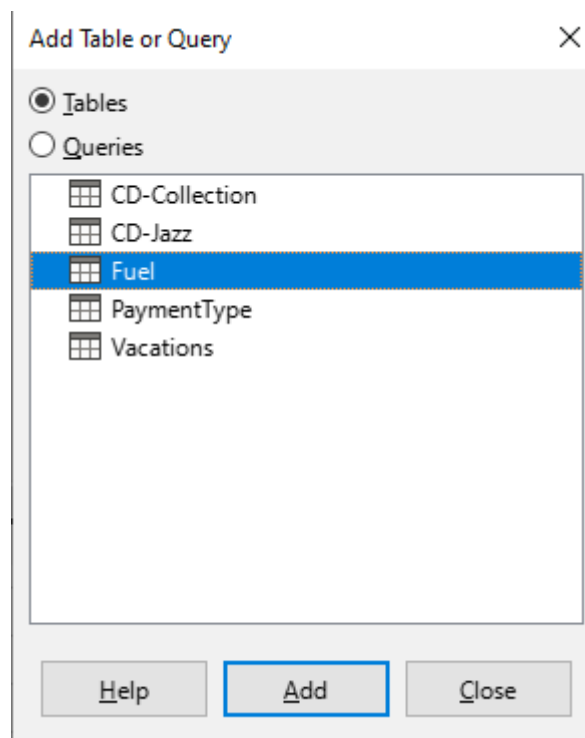 Add Table or Query
Tables
Queries
CD-Collection
CD-Jazz
Fuel
PaymentType
Vacations
Help Add Close